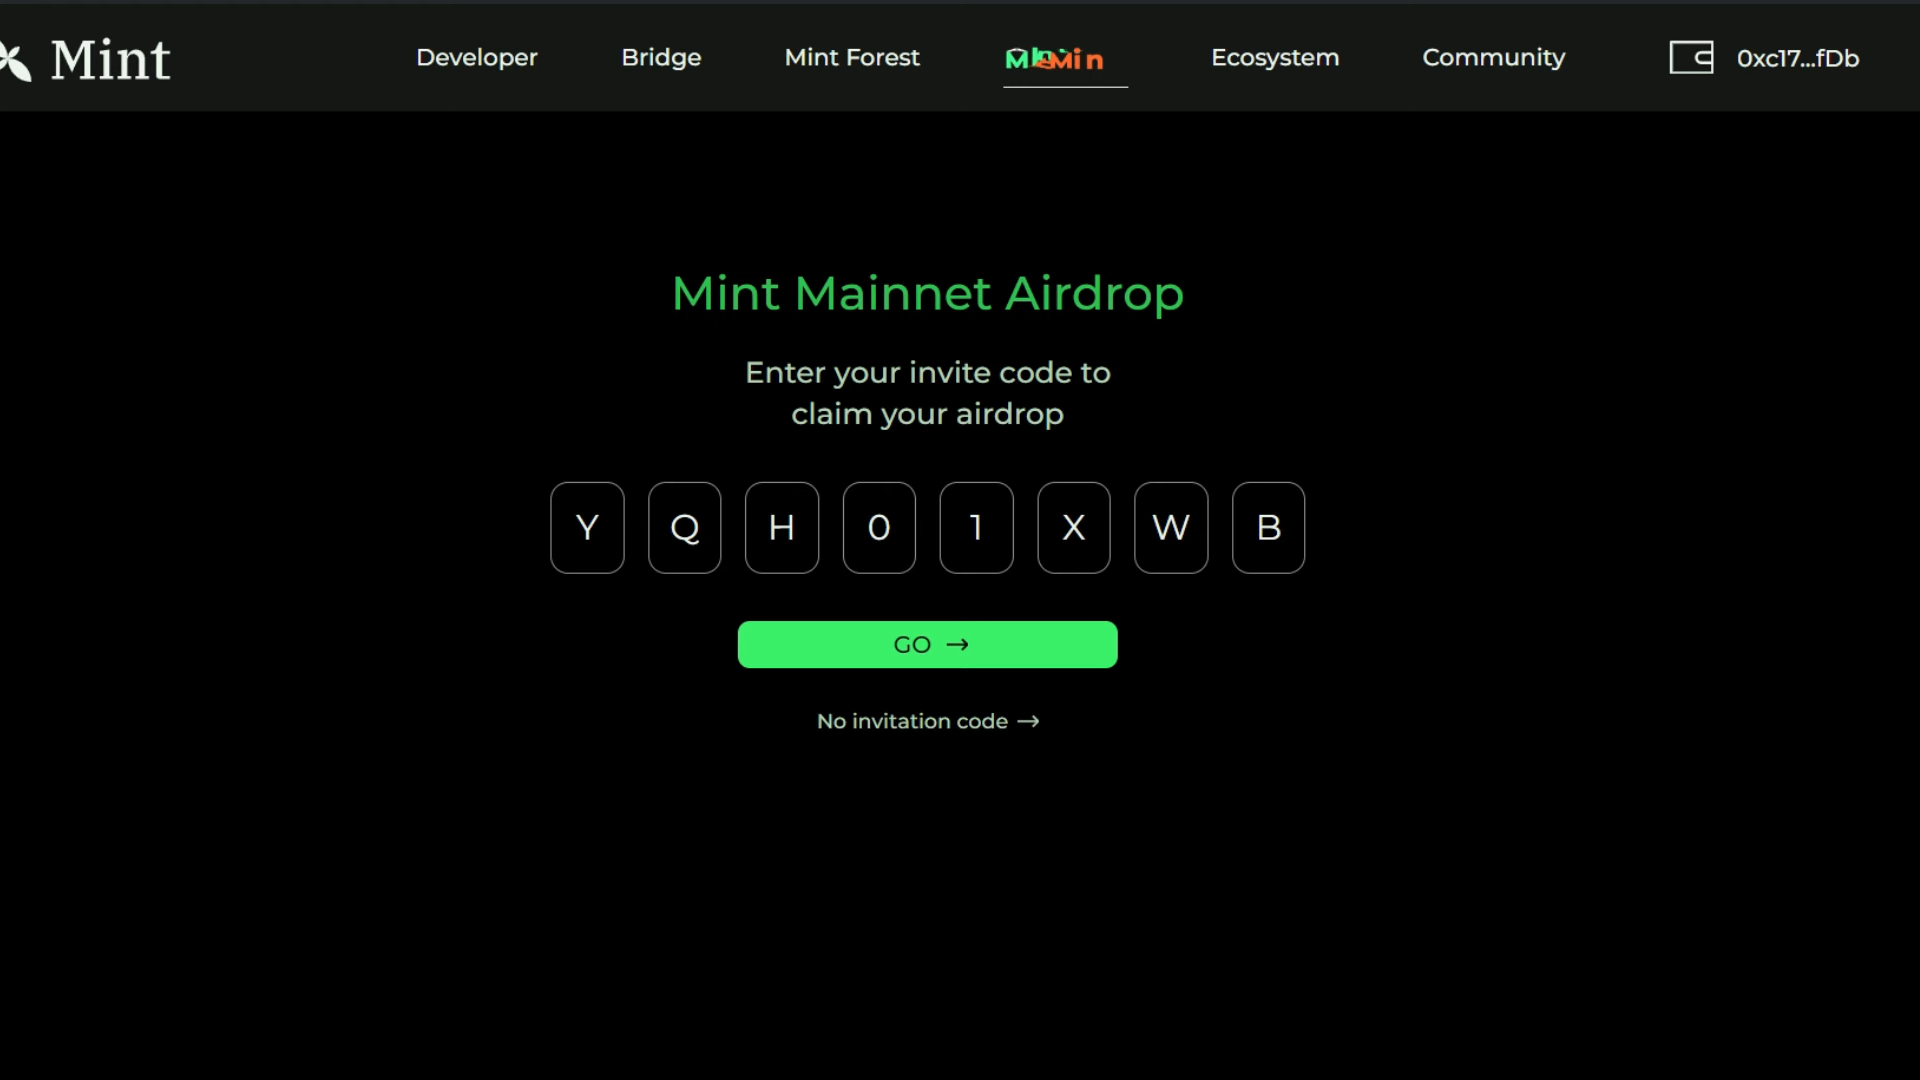 Mint
Developer
Bridge
Mint Forest
Ecosystem
Community
0xc17...fDb
Mint Mainnet Airdrop
Enter your invite code to
claim your airdrop
Y Q H 0 1 X W B
GO →
No invitation code →